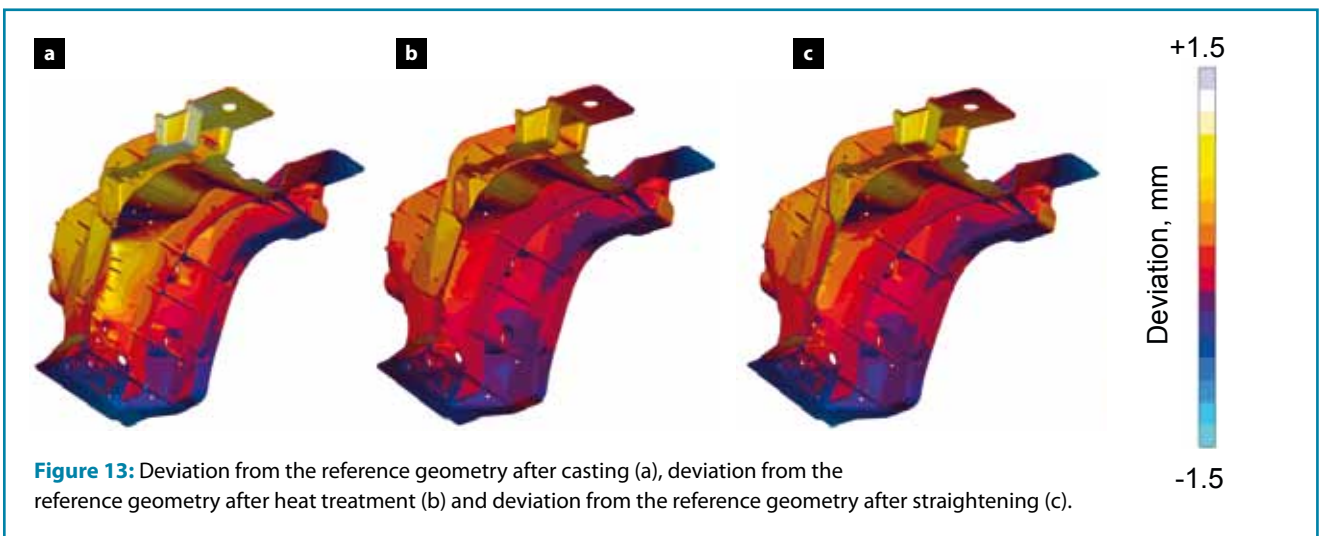 a
b
c
+1.5
Deviation, mm
-1.5
Figure 13: Deviation from the reference geometry after casting (a), deviation from the
reference geometry after heat treatment (b) and deviation from the reference geometry after straightening (c).